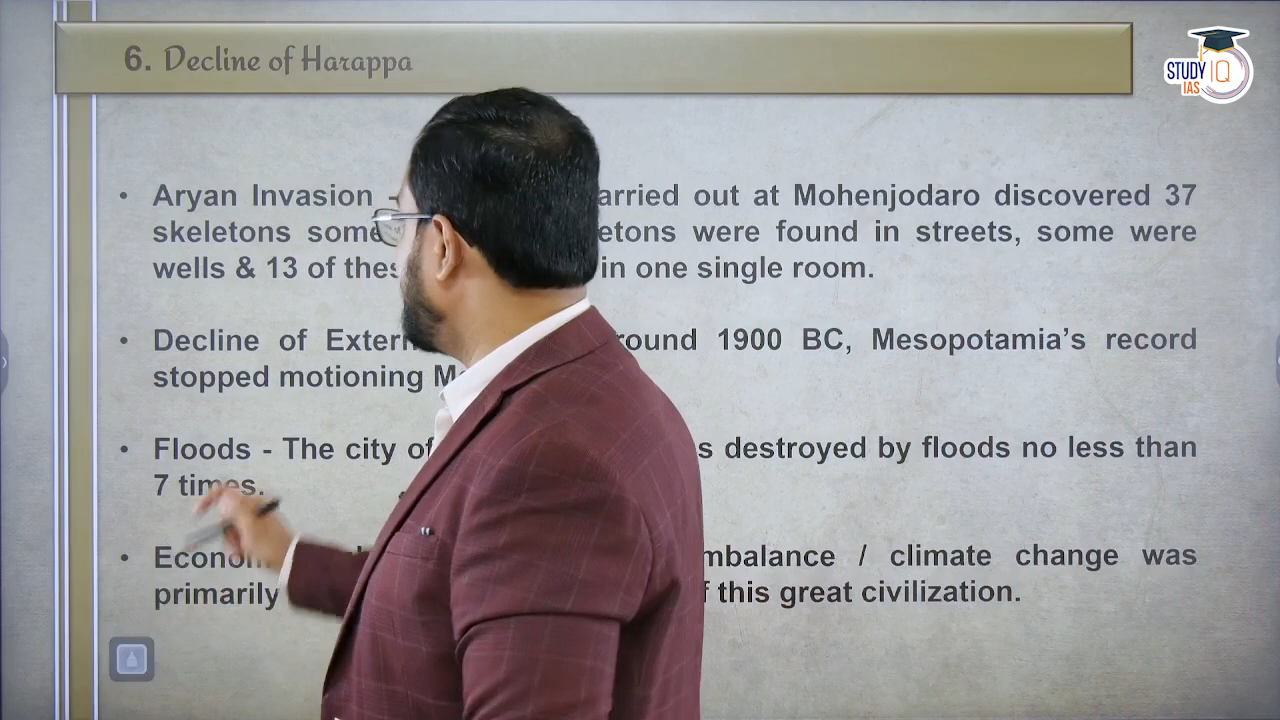 6. Decline of Harappa
STUDY IQ
IAS
• Aryan Invasion - arried out at Mohenjodaro discovered 37
skeletons some etons were found in streets, some were
wells & 13 of thes in one single room.
• Decline of Extern round 1900 BC, Mesopotamia's record
stopped motioning M
• Floods - The city of s destroyed by floods no less than
7 times.
• Econom mbalance / climate change was
primarily f this great civilization.